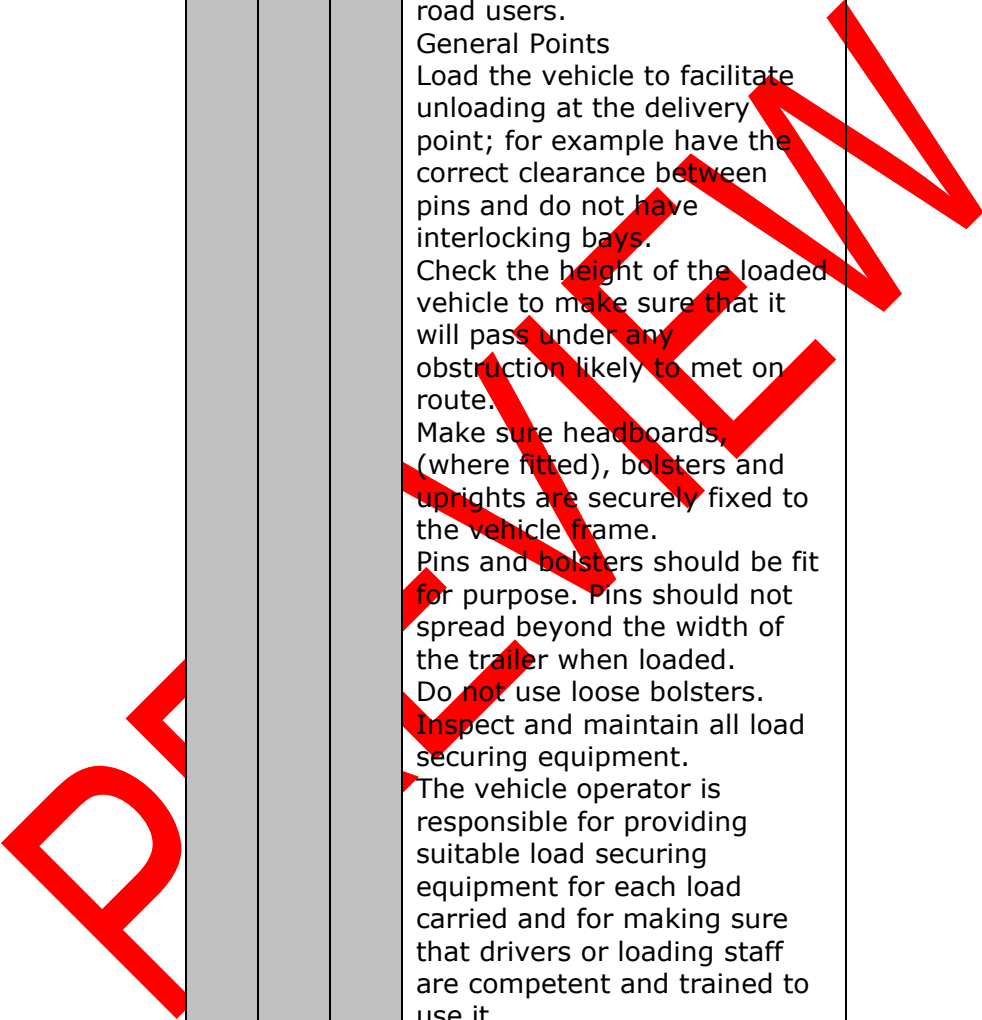 road users.
General Points
Load the vehicle to facilitate
unloading at the delivery
point; for example have the
correct clearance between
pins and do not have
interlocking bays.
Check the height of the loaded
vehicle to make sure that it
will pass under any
obstruction likely to met on
route.
Make sure headboards,
(where fitted), bolsters and
uprights are securely fixed to
the vehicle frame.
Pins and bolsters should be fit
for purpose. Pins should not
spread beyond the width of
the trailer when loaded.
Do not use loose bolsters.
Inspect and maintain all load
securing equipment.
The vehicle operator is
responsible for providing
suitable load securing
equipment for each load
carried and for making sure
that drivers or loading staff
are competent and trained to
use it.
PREVIEW